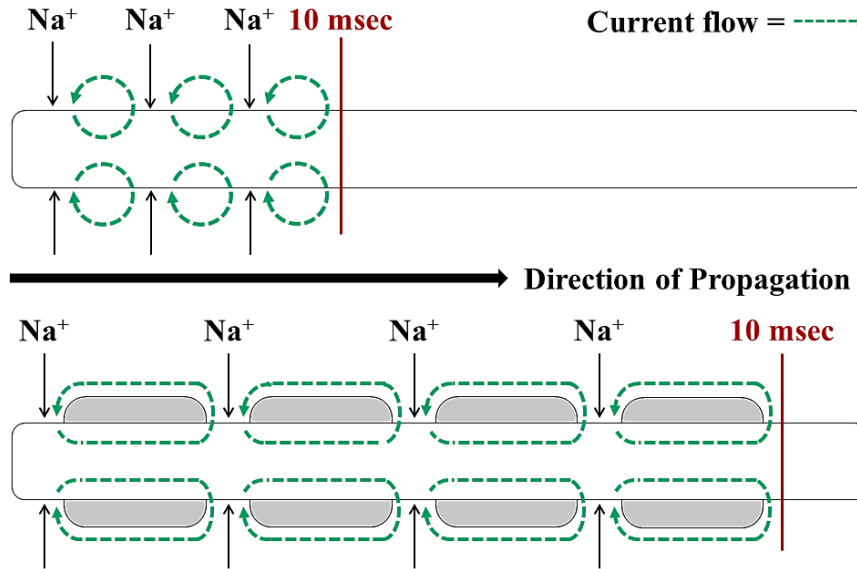 Na+ Na+ Na+ 10 msec Current flow =
Direction of Propagation
Na+ Na+ Na+ Na+ 10 msec